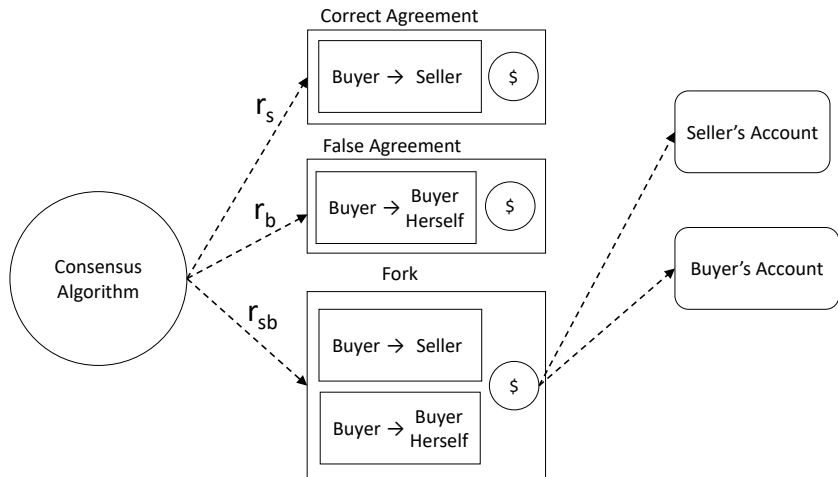 Correct Agreement
Buyer → Seller
$
r_s
False Agreement
Buyer → Buyer
Herself
$
r_b
Consensus
Algorithm
Fork
r_sb
Buyer → Seller
$
Buyer → Buyer
Herself
Seller's Account
Buyer's Account